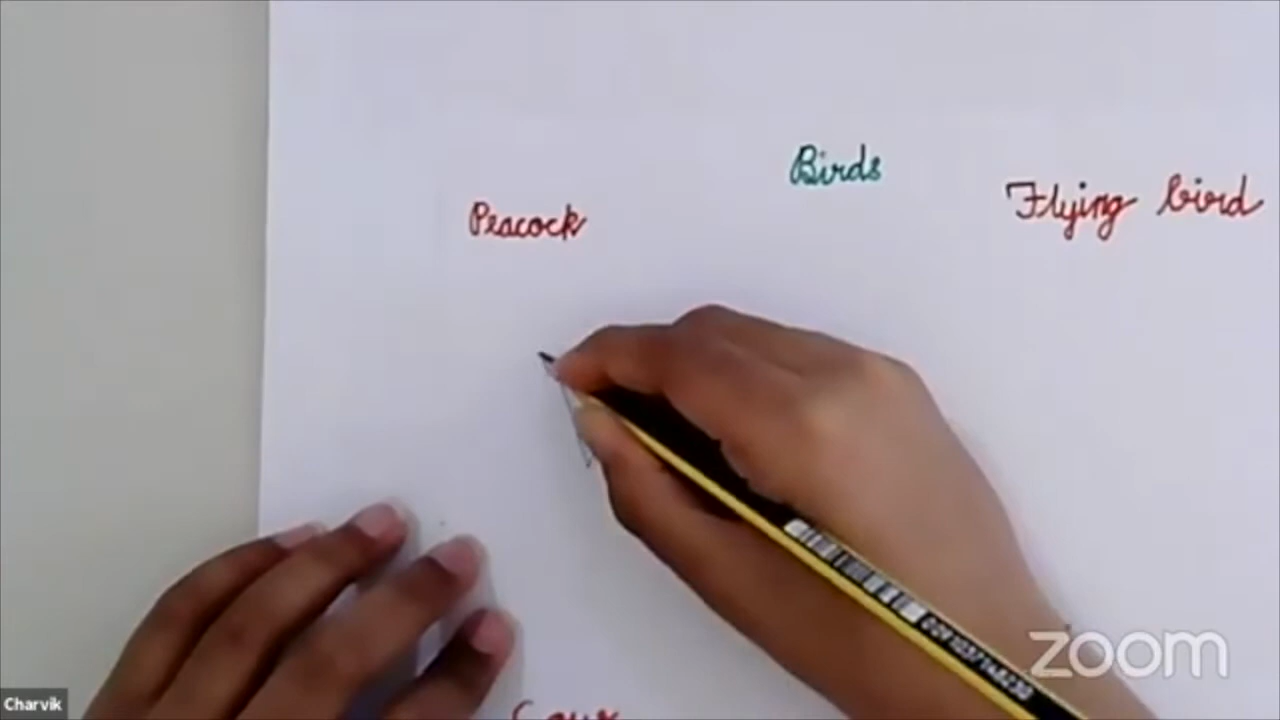 Birds
Peacock
Flying bird
zoom
Charvik